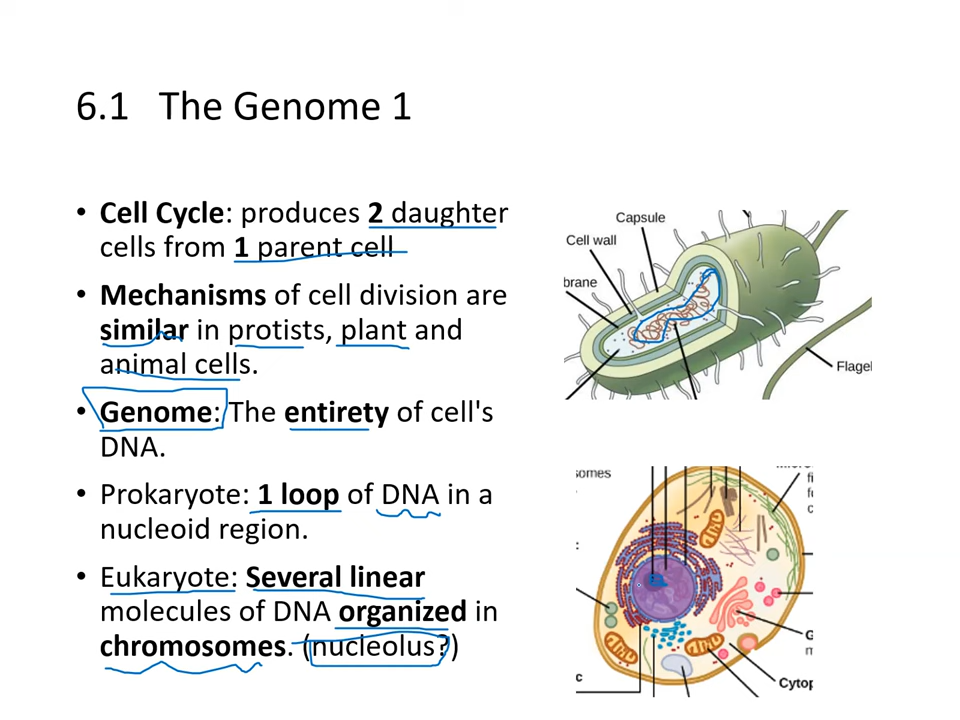 6.1 The Genome 1
• Cell Cycle: produces 2 daughter
cells from 1 parent cell
• Mechanisms of cell division are
similar in protists, plant and
animal cells.
• Genome: The entirety of cell's
DNA.
• Prokaryote: 1 loop of DNA in a
nucleoid region.
• Eukaryote: Several linear
molecules of DNA organized in
chromosomes. (nucleolus?)
Capsule
Cell wall
brane
Flagel
somes
fi
fo
c
G
m
c
Cytop